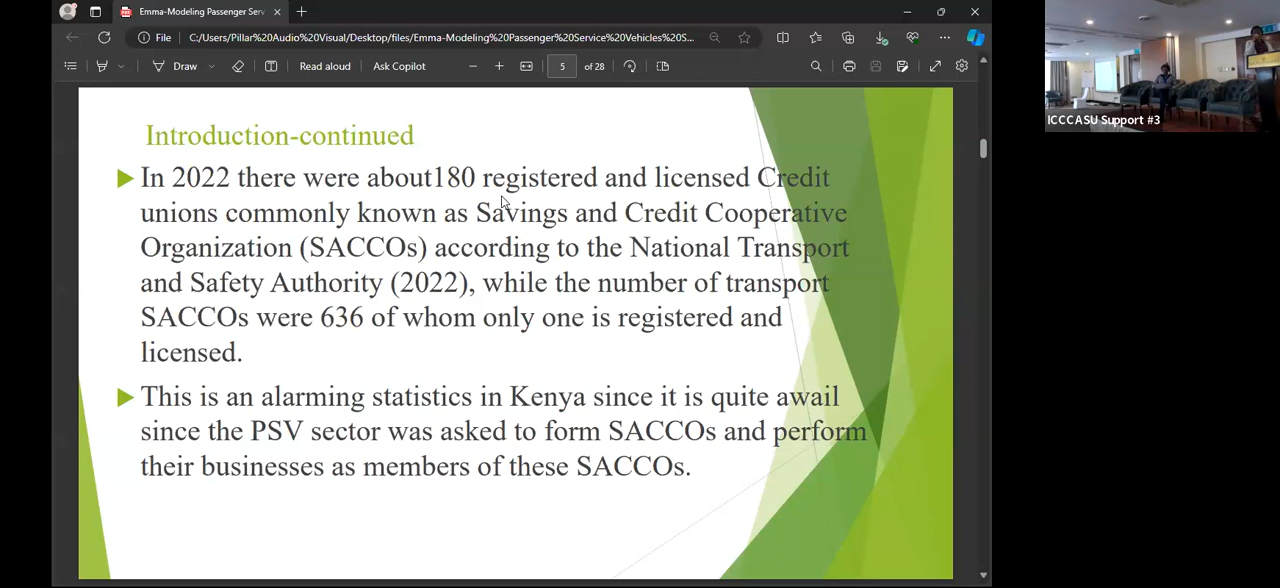 Emma-Modeling Passenger Serv
File
C:/Users/Pillar%20Audio%20Visual/Desktop/files/Emma-Modeling%20Passenger%20Service%20Vehicles%20S...
Draw
Read aloud
Ask Copilot
5
of 28
Introduction-continued
In 2022 there were about180 registered and licensed Credit
unions commonly known as Savings and Credit Cooperative
Organization (SACCOs) according to the National Transport
and Safety Authority (2022), while the number of transport
SACCOs were 636 of whom only one is registered and
licensed.
This is an alarming statistics in Kenya since it is quite awail
since the PSV sector was asked to form SACCOs and perform
their businesses as members of these SACCOs.
ICCCASU Support #3